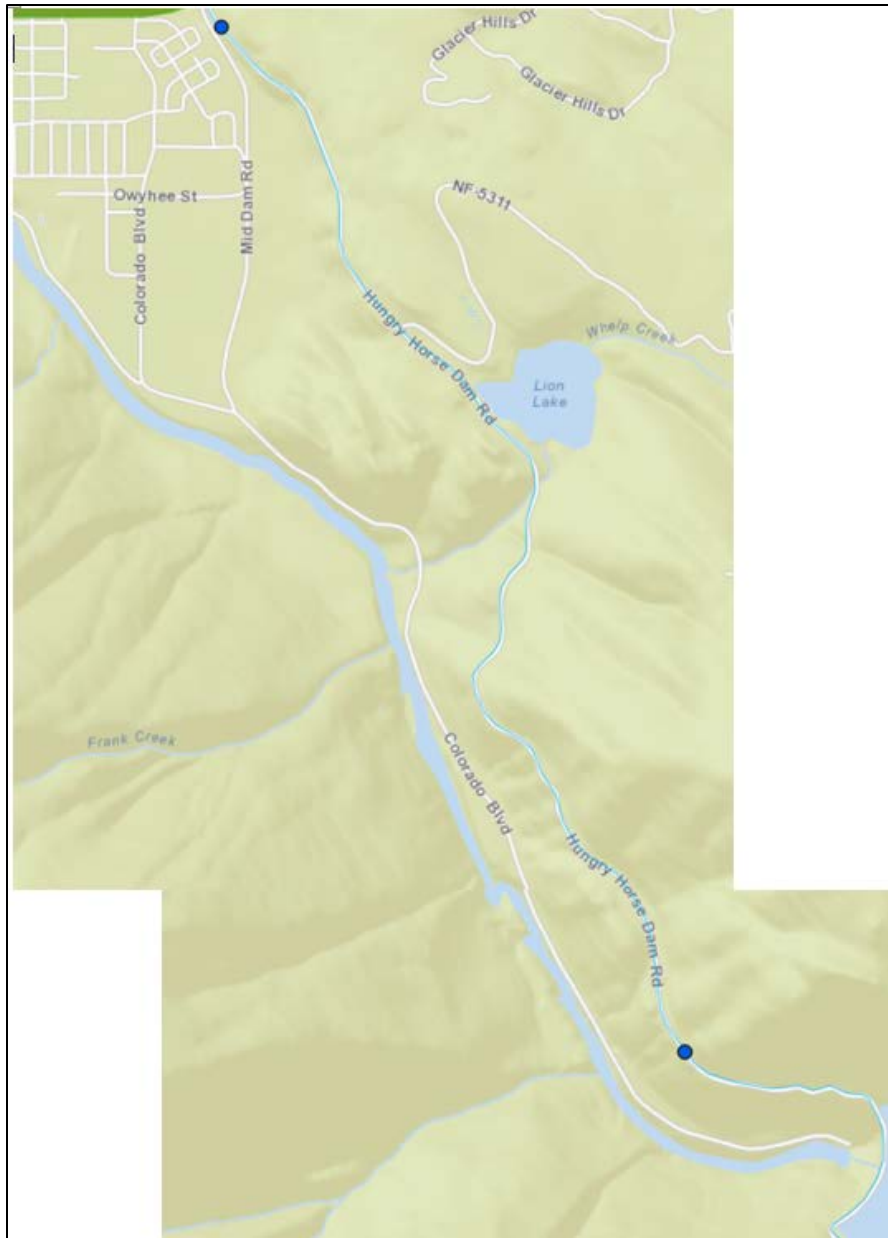 Glacier Hills Dr
Glacier Hills Dr
NF-5311
Owyhee St
Mid Dam Rd
Colorado Blvd
Hungry Horse Dam Rd
Whelp Creek
Lion
Lake
Frank Creek
Colorado Blvd
Hungry Horse Dam Rd